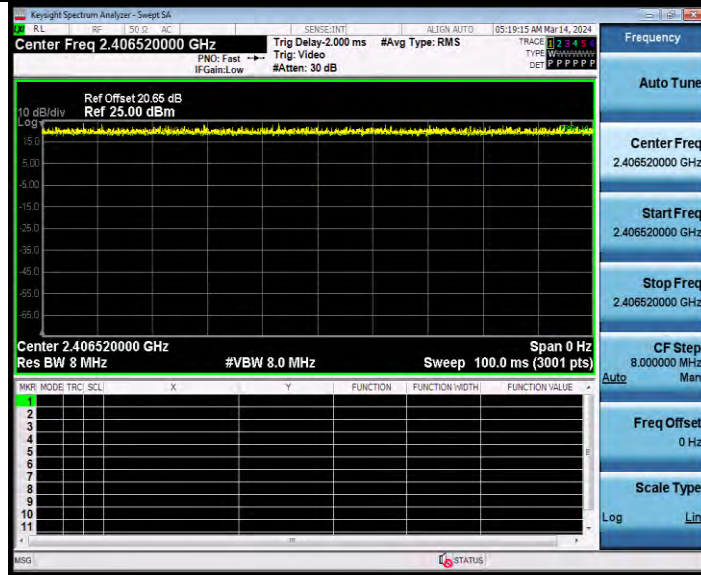 Keysight Spectrum Analyzer - Swept SA
RL RF 50 Ω AC SENSE:INT ALIGN AUTO 05:19:15 AM Mar 14, 2024
Center Freq 2.406520000 GHz
PNO: Fast
IFGain:Low
Trig Delay-2.000 ms
Trig: Video
#Atten: 30 dB
#Avg Type: RMS
TRACE 1 2 3 4 5 6
TYPE
DET P P P P P P
Ref Offset 20.65 dB
10 dB/div Ref 25.00 dBm
Log
15.0
5.00
-5.00
-15.0
-25.0
-35.0
-45.0
-55.0
-65.0
Center 2.406520000 GHz Span 0 Hz
Res BW 8 MHz #VBW 8.0 MHz Sweep 100.0 ms (3001 pts)
MKR MODE TRC SCL X Y FUNCTION FUNCTION WIDTH FUNCTION VALUE
1
2
3
4
5
6
7
8
9
10
11
MSG STATUS
Frequency
Auto Tune
Center Freq
2.406520000 GHz
Start Freq
2.406520000 GHz
Stop Freq
2.406520000 GHz
CF Step
8.000000 MHz
Auto Man
Freq Offset
0 Hz
Scale Type
Log Lin